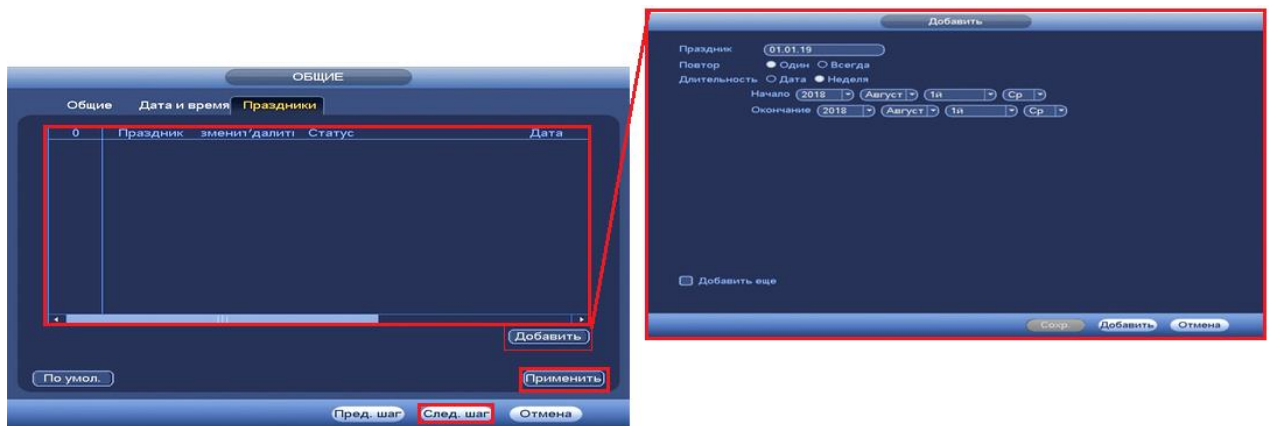 ОБЩИЕ
Общие Дата и время Праздники
0 Праздник зменит'далиті Статус Дата
Добавить
По умол. Применить
Пред. шаг След. шаг Отмена
Добавить
Праздник 01.01.19
Повтор Один Всегда
Длительность Дата Неделя
Начало 2018 Август 1й Ср
Окончание 2018 Август 1й Ср
Добавить еще
Сохр. Добавить Отмена